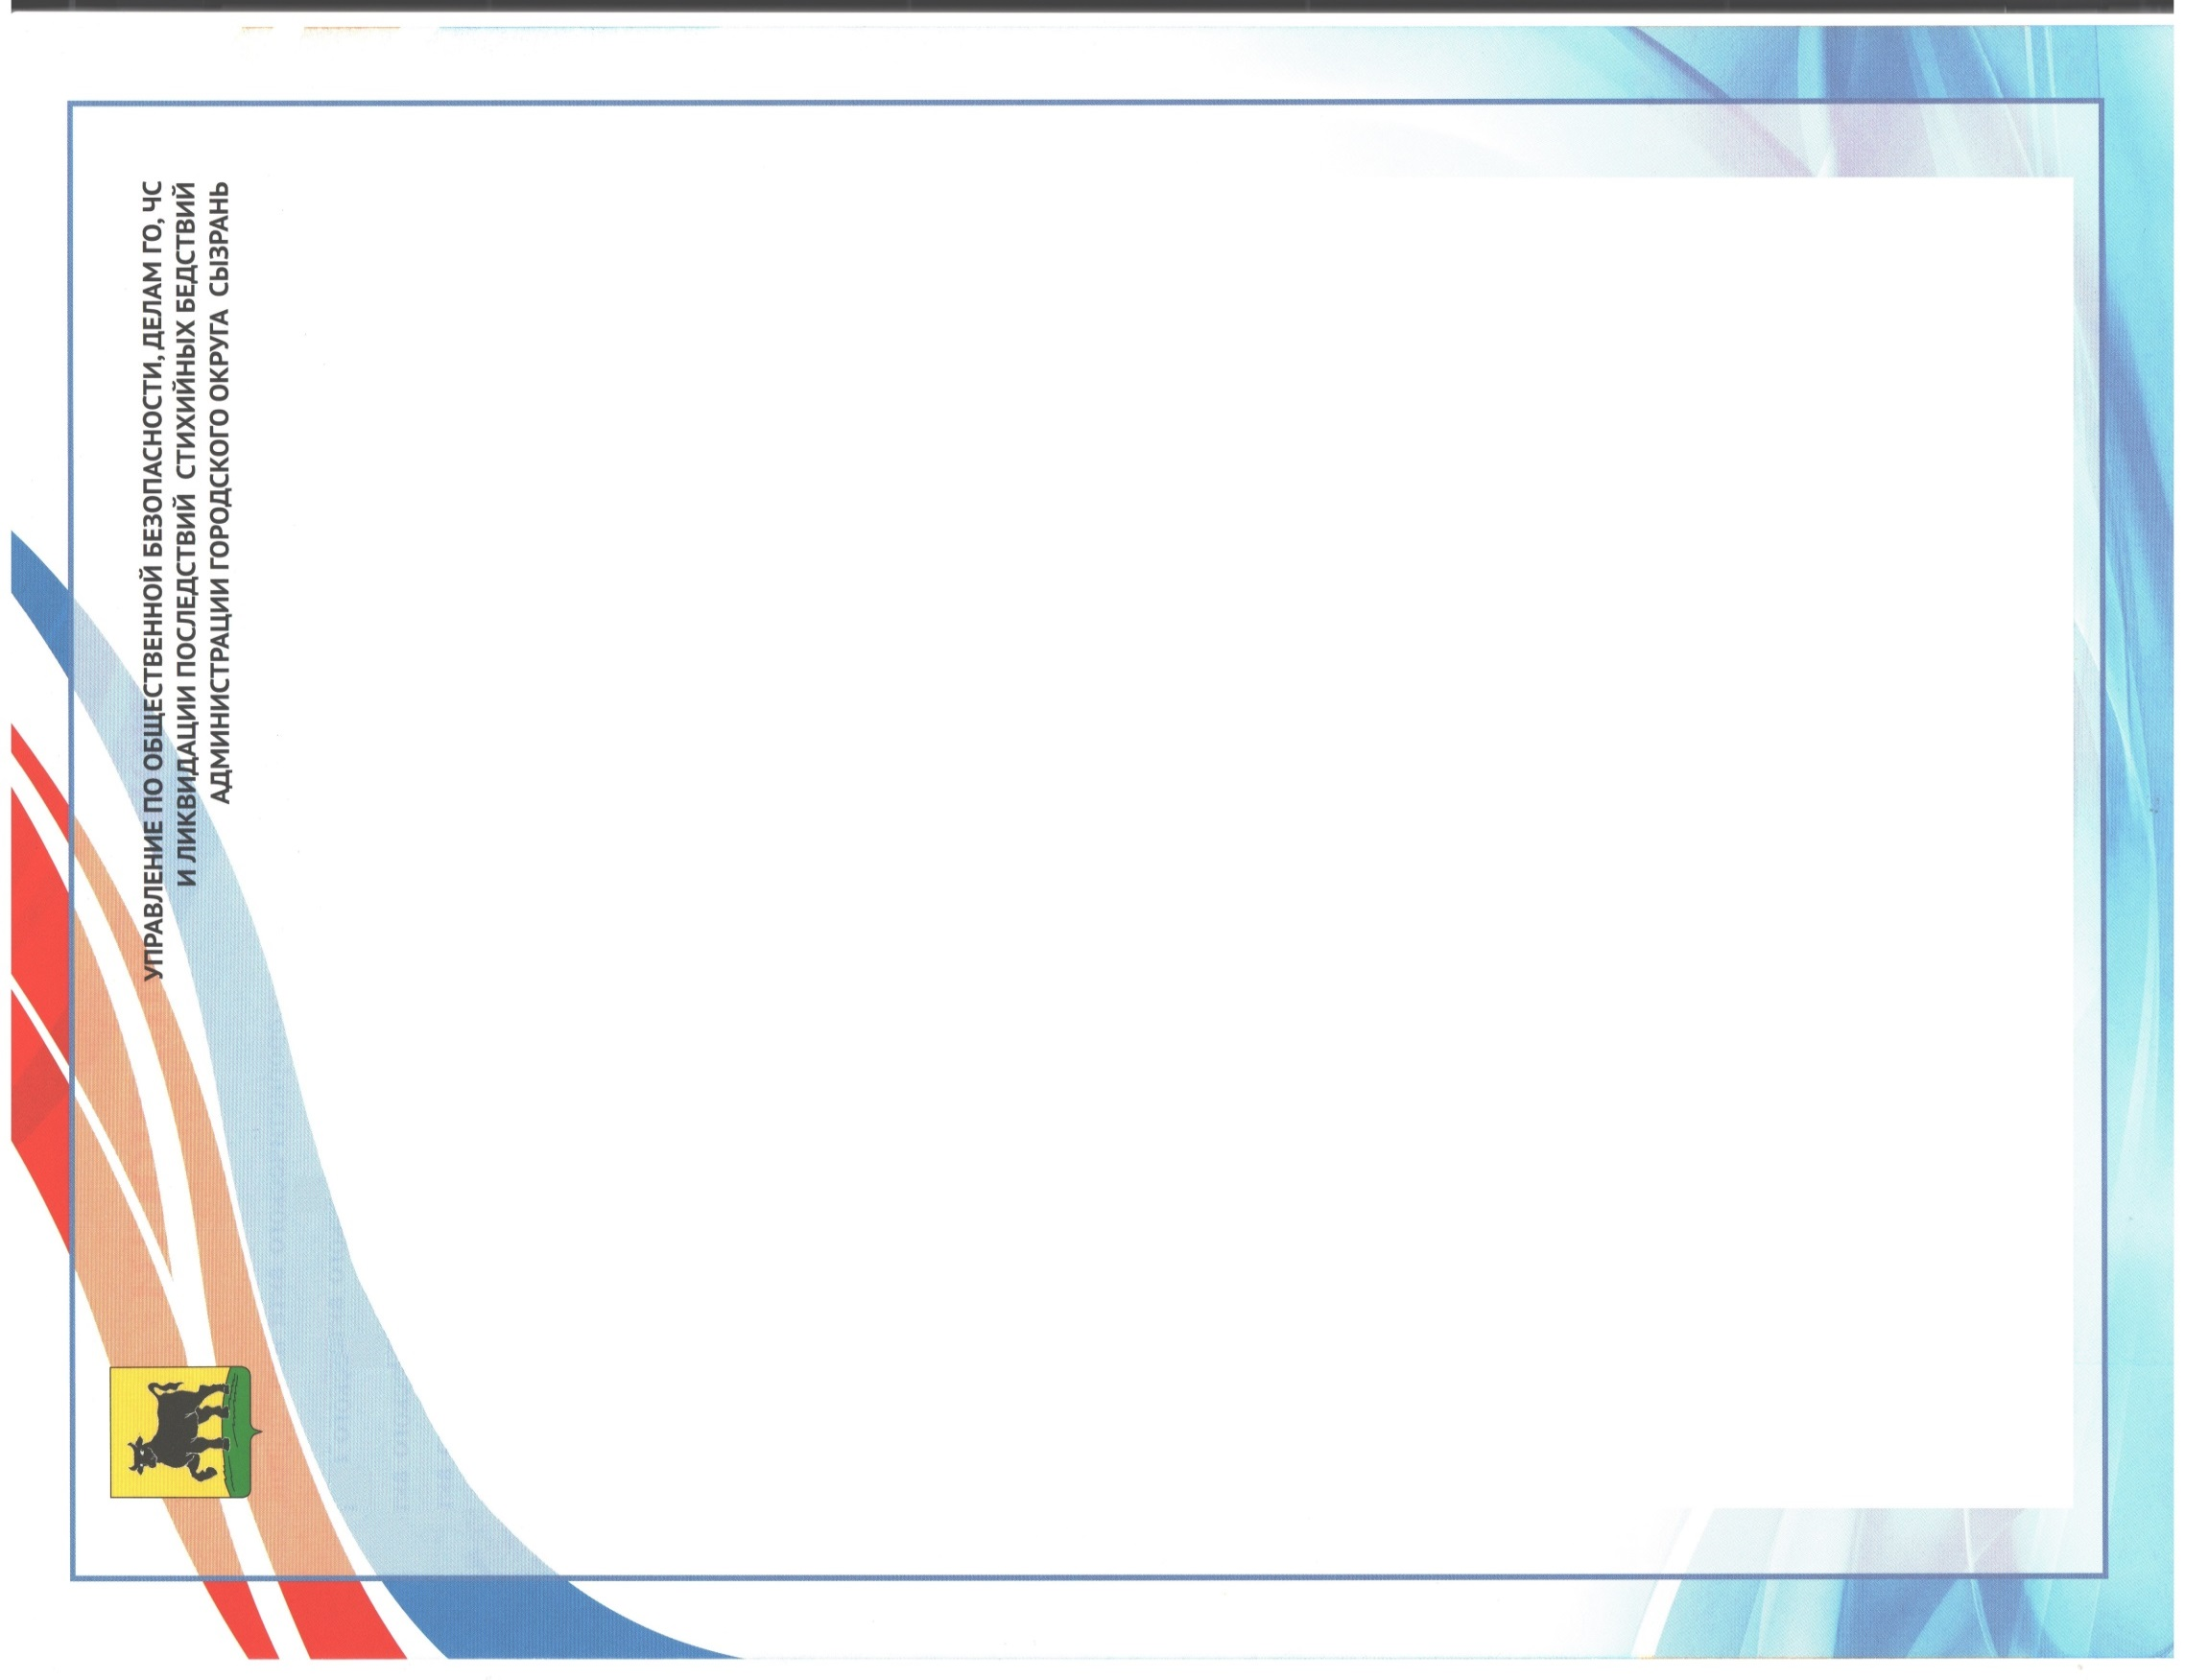 УПРАВЛЕНИЕ ПО ОБЩЕСТВЕННОЙ БЕЗОПАСНОСТИ, ДЕЛАМ ГО, ЧС
И ЛИКВИДАЦИИ ПОСЛЕДСТВИЙ СТИХИЙНЫХ БЕДСТВИЙ
АДМИНИСТРАЦИИ ГОРОДСКОГО ОКРУГА СЫЗРАНЬ